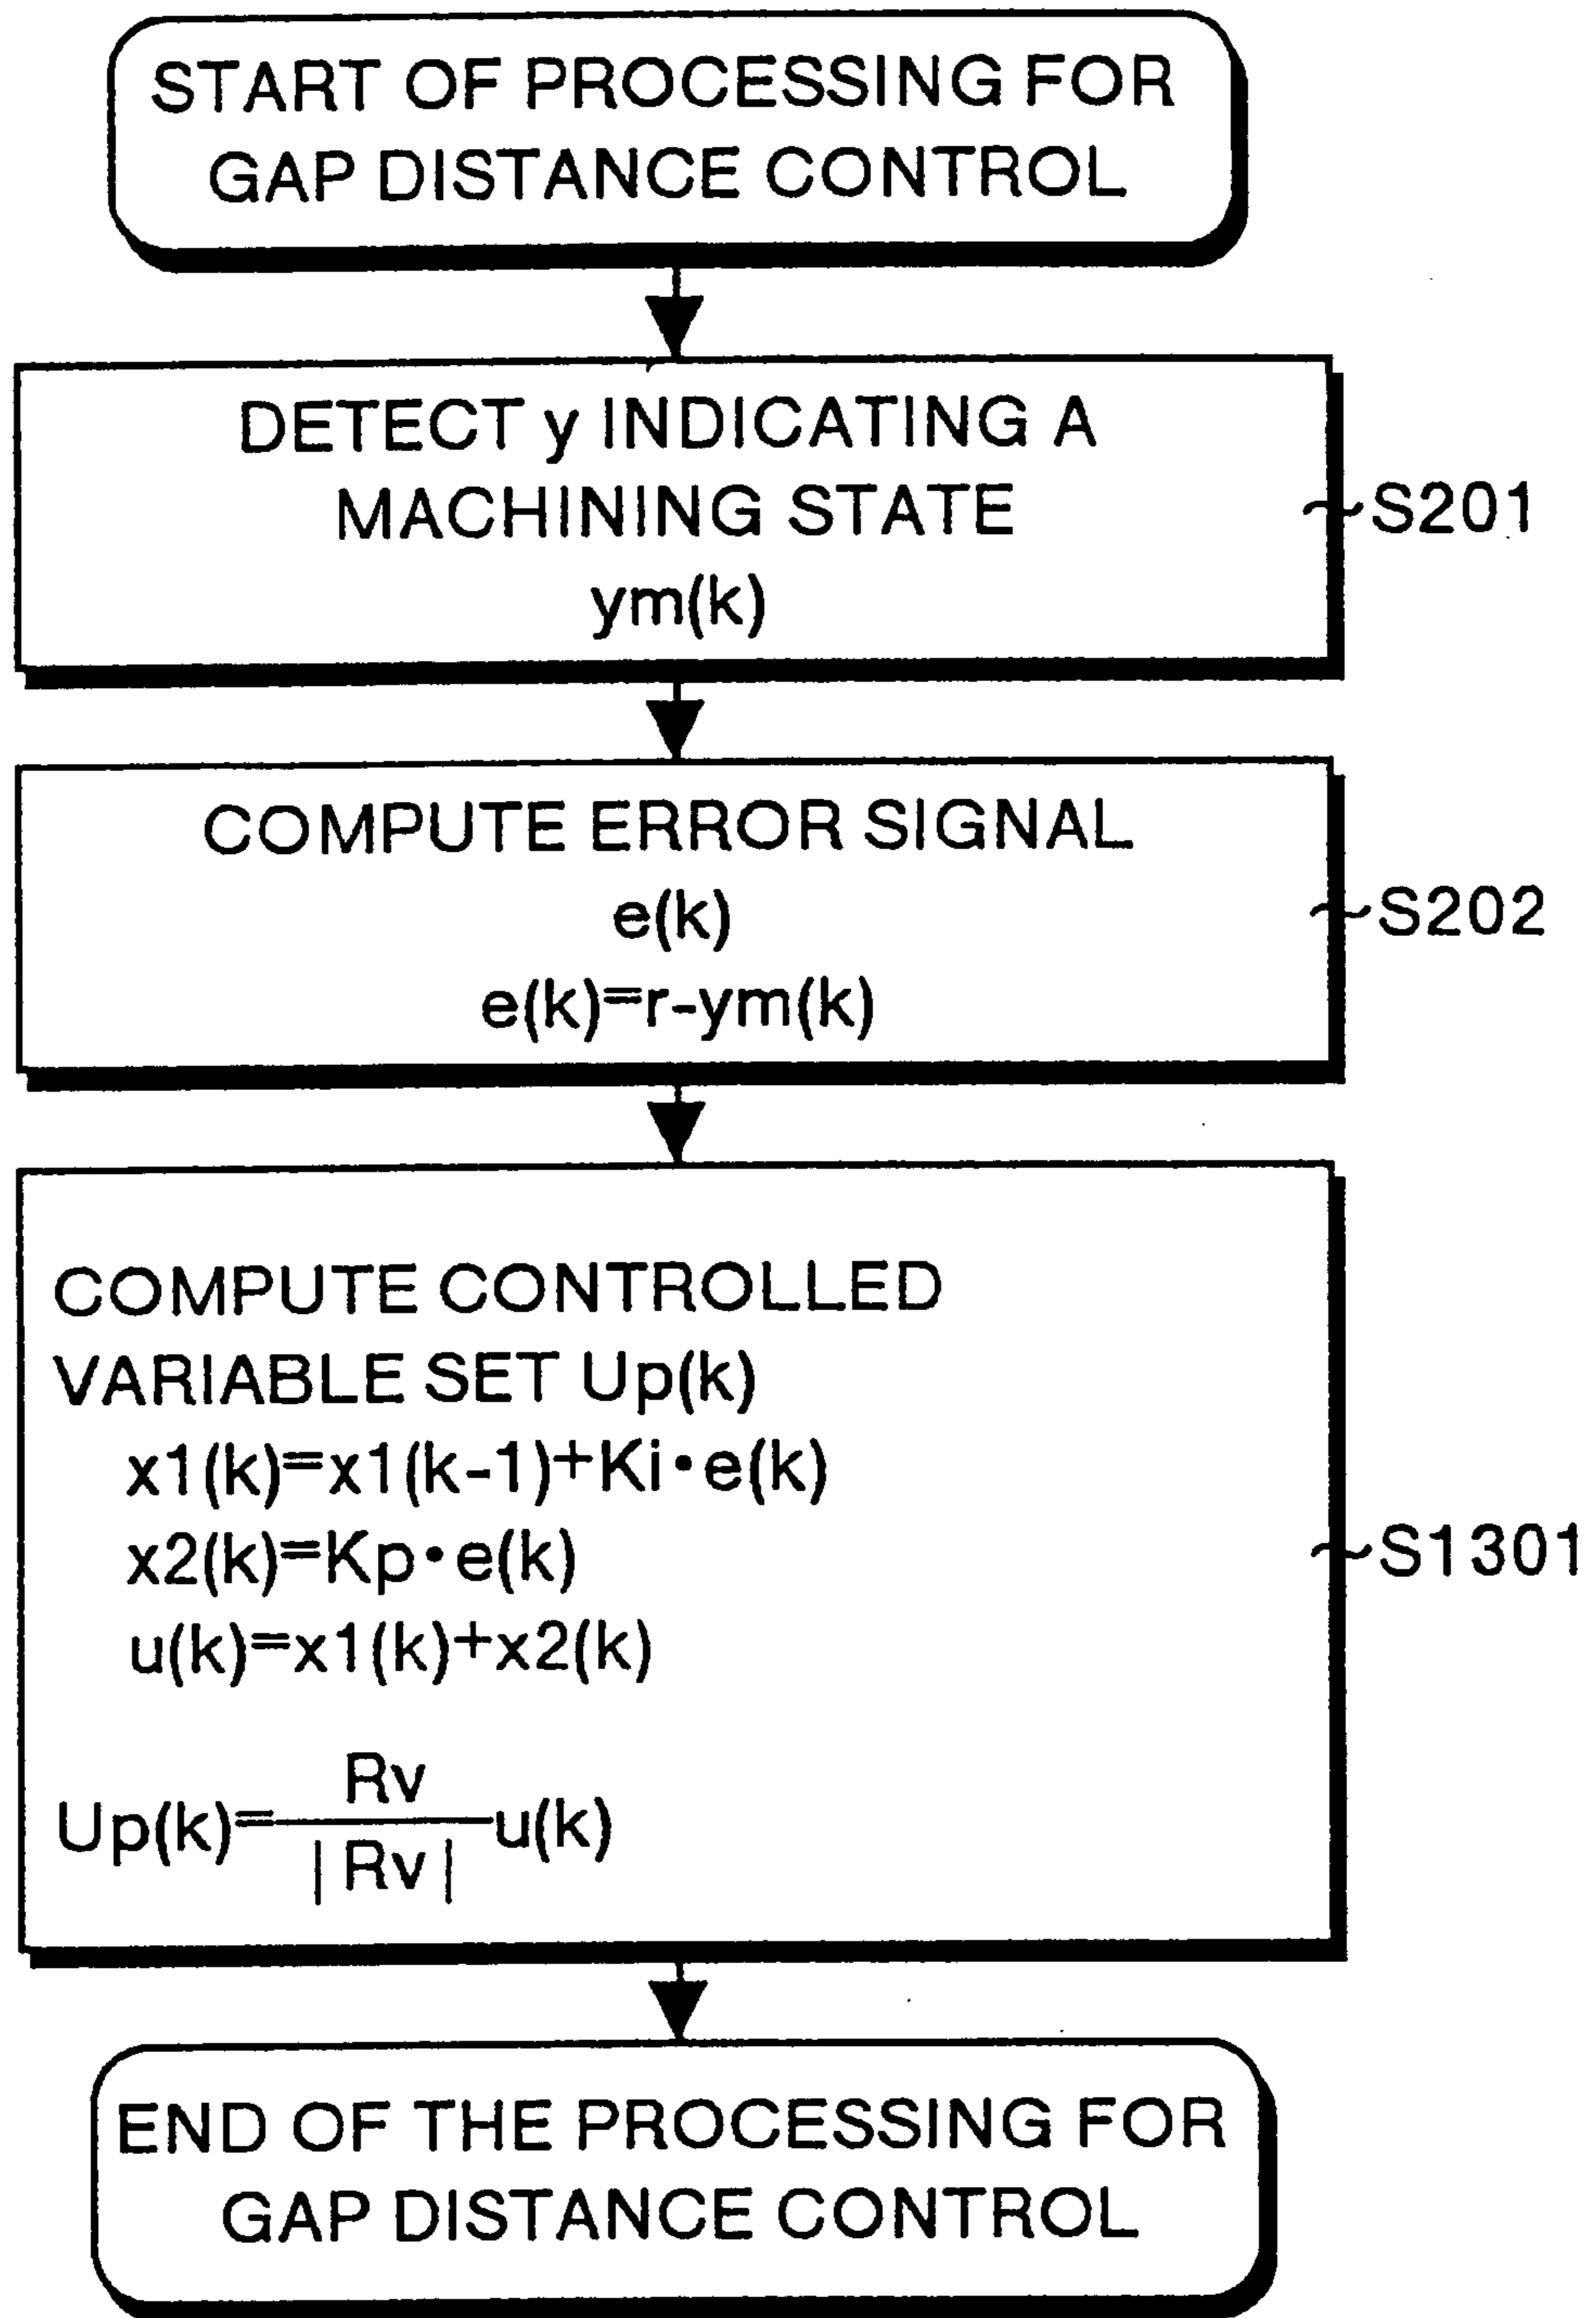 START OF PROCESSING FOR
GAP DISTANCE CONTROL
DETECT y INDICATING A
MACHINING STATE
ym(k)
S201
COMPUTE ERROR SIGNAL
e(k)
e(k)=r-ym(k)
S202
COMPUTE CONTROLLED
VARIABLE SET Up(k)
x1(k)=x1(k-1)+Ki•e(k)
x2(k)=Kp•e(k)
u(k)=x1(k)+x2(k)
Up(k)=Rv/|Rv| u(k)
S1301
END OF THE PROCESSING FOR
GAP DISTANCE CONTROL